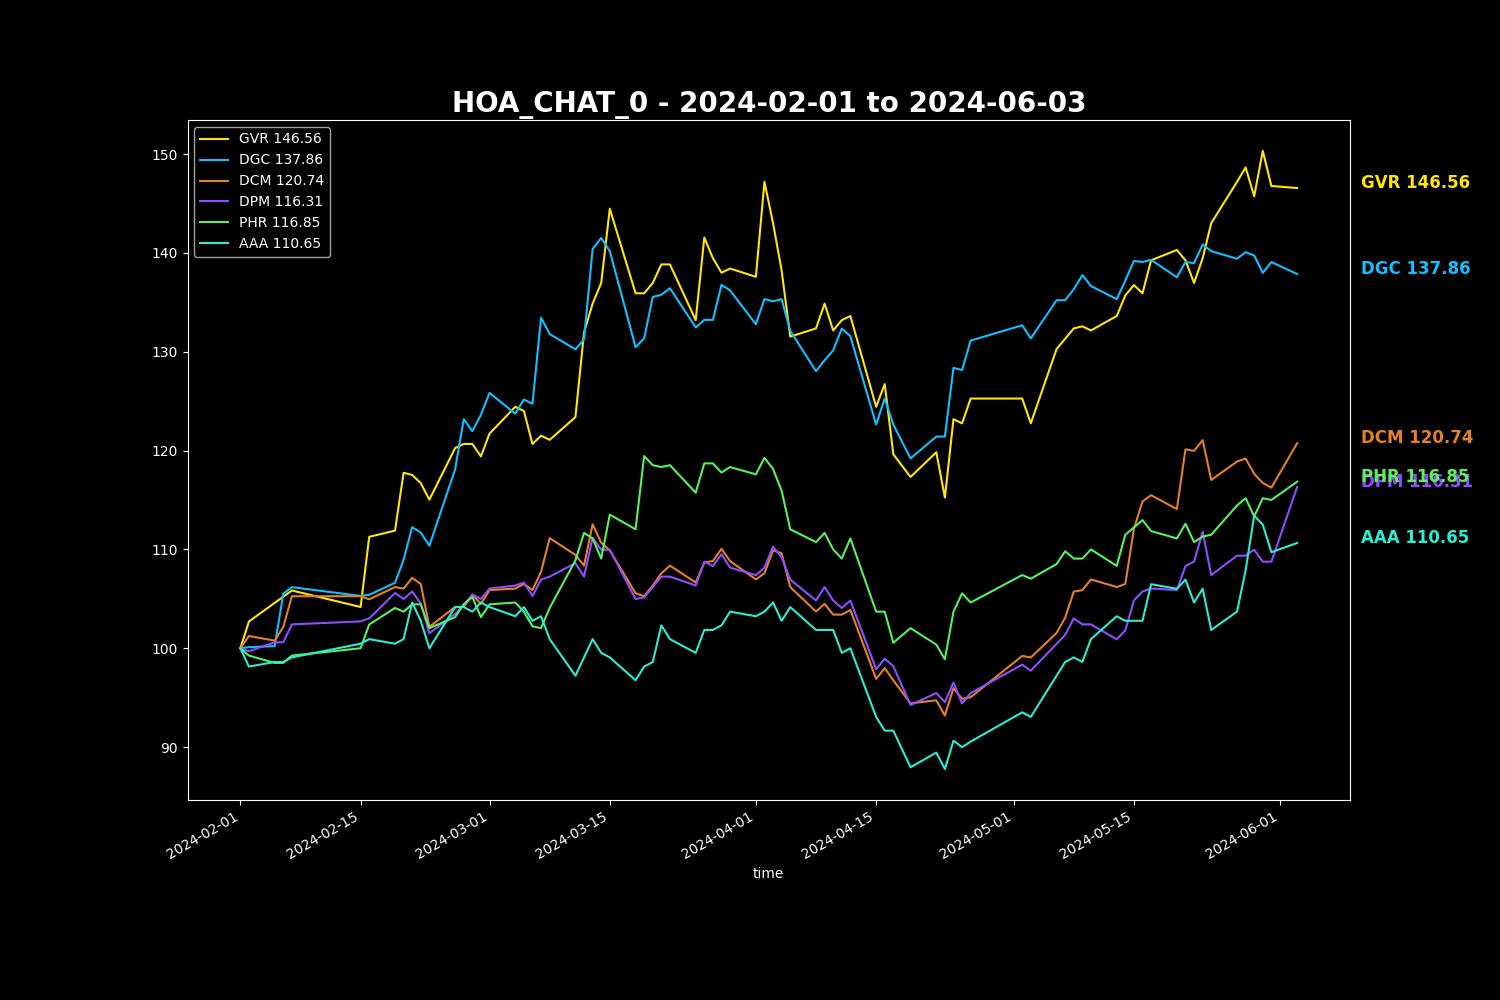 HOA_CHAT_0 - 2024-02-01 to 2024-06-03
GVR 146.56
DGC 137.86
DCM 120.74
DPM 116.31
PHR 116.85
AAA 110.65
150
140
130
120
110
100
90
GVR 146.56
DGC 137.86
DCM 120.74
PHR 116.85
DPM 116.31
AAA 110.65
2024-02-01
2024-02-15
2024-03-01
2024-03-15
2024-04-01
2024-04-15
2024-05-01
2024-05-15
2024-06-01
time